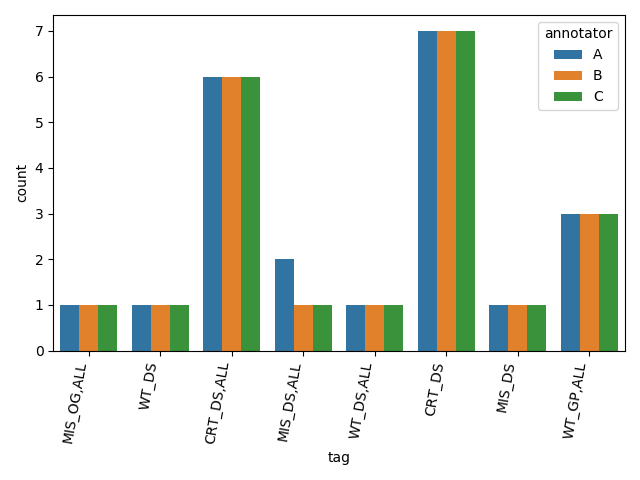 annotator
A
B
C
7
6
5
4
3
2
1
0
count
MIS_OG,ALL
WT_DS
CRT_DS,ALL
MIS_DS,ALL
WT_DS,ALL
CRT_DS
MIS_DS
WT_GP,ALL
tag